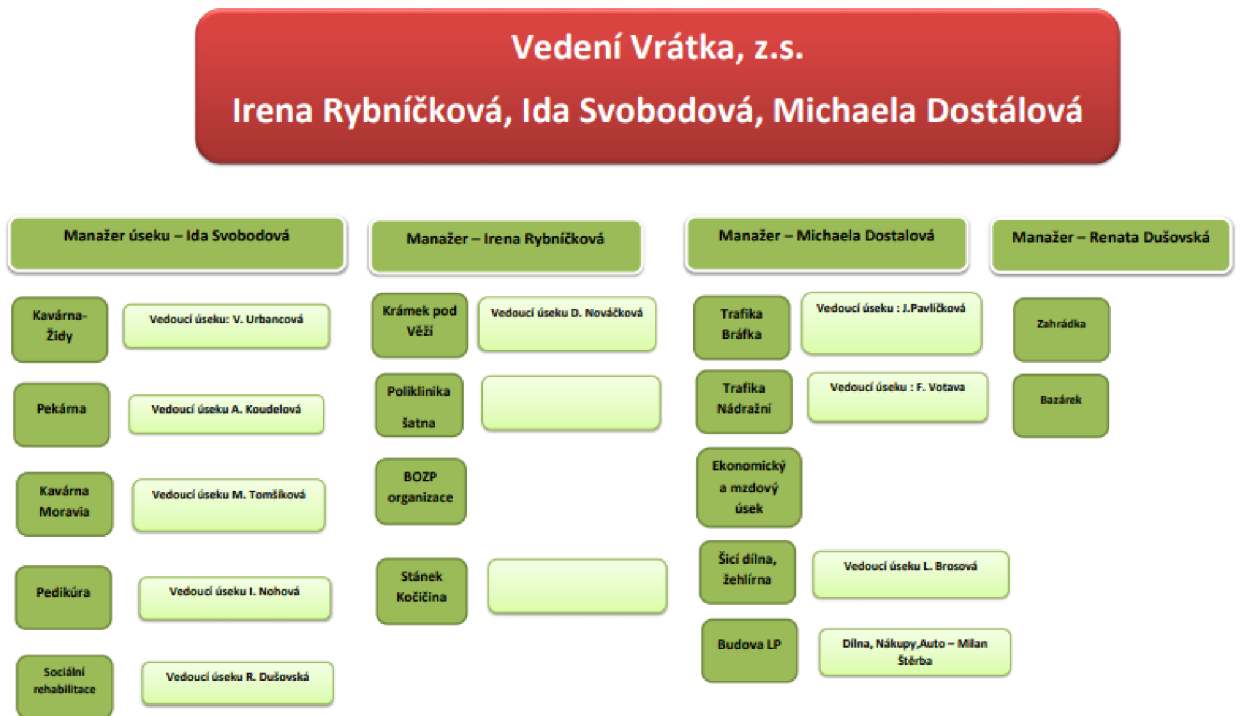 Vedení Vrátka, z.s.
Irena Rybníčková, Ida Svobodová, Michaela Dostálová
Manažer úseku – Ida Svobodová
Kavárna-
Židy
Vedoucí úseku: V. Urbancová
Pekárna
Vedoucí úseku A. Koudelová
Kavárna
Moravia
Vedoucí úseku M. Tomšíková
Pedikúra
Vedoucí úseku I. Nohová
Sociální
rehabilitace
Vedoucí úseku R. Dušovská
Manažer – Irena Rybníčková
Krámek pod
Věží
Vedoucí úseku D. Nováčková
Poliklinika
šatna
BOZP
organizace
Stánek
Kočičina
Manažer – Michaela Dostalová
Trafika
Bráfka
Vedoucí úseku : J.Pavlíčková
Trafika
Nádražní
Vedoucí úseku : F. Votava
Ekonomický
a mzdový
úsek
Šicí dílna,
žehlírna
Vedoucí úseku L. Brosová
Budova LP
Dílna, Nákupy,Auto – Milan
Štěrba
Manažer – Renata Dušovská
Zahrádka
Bazárek